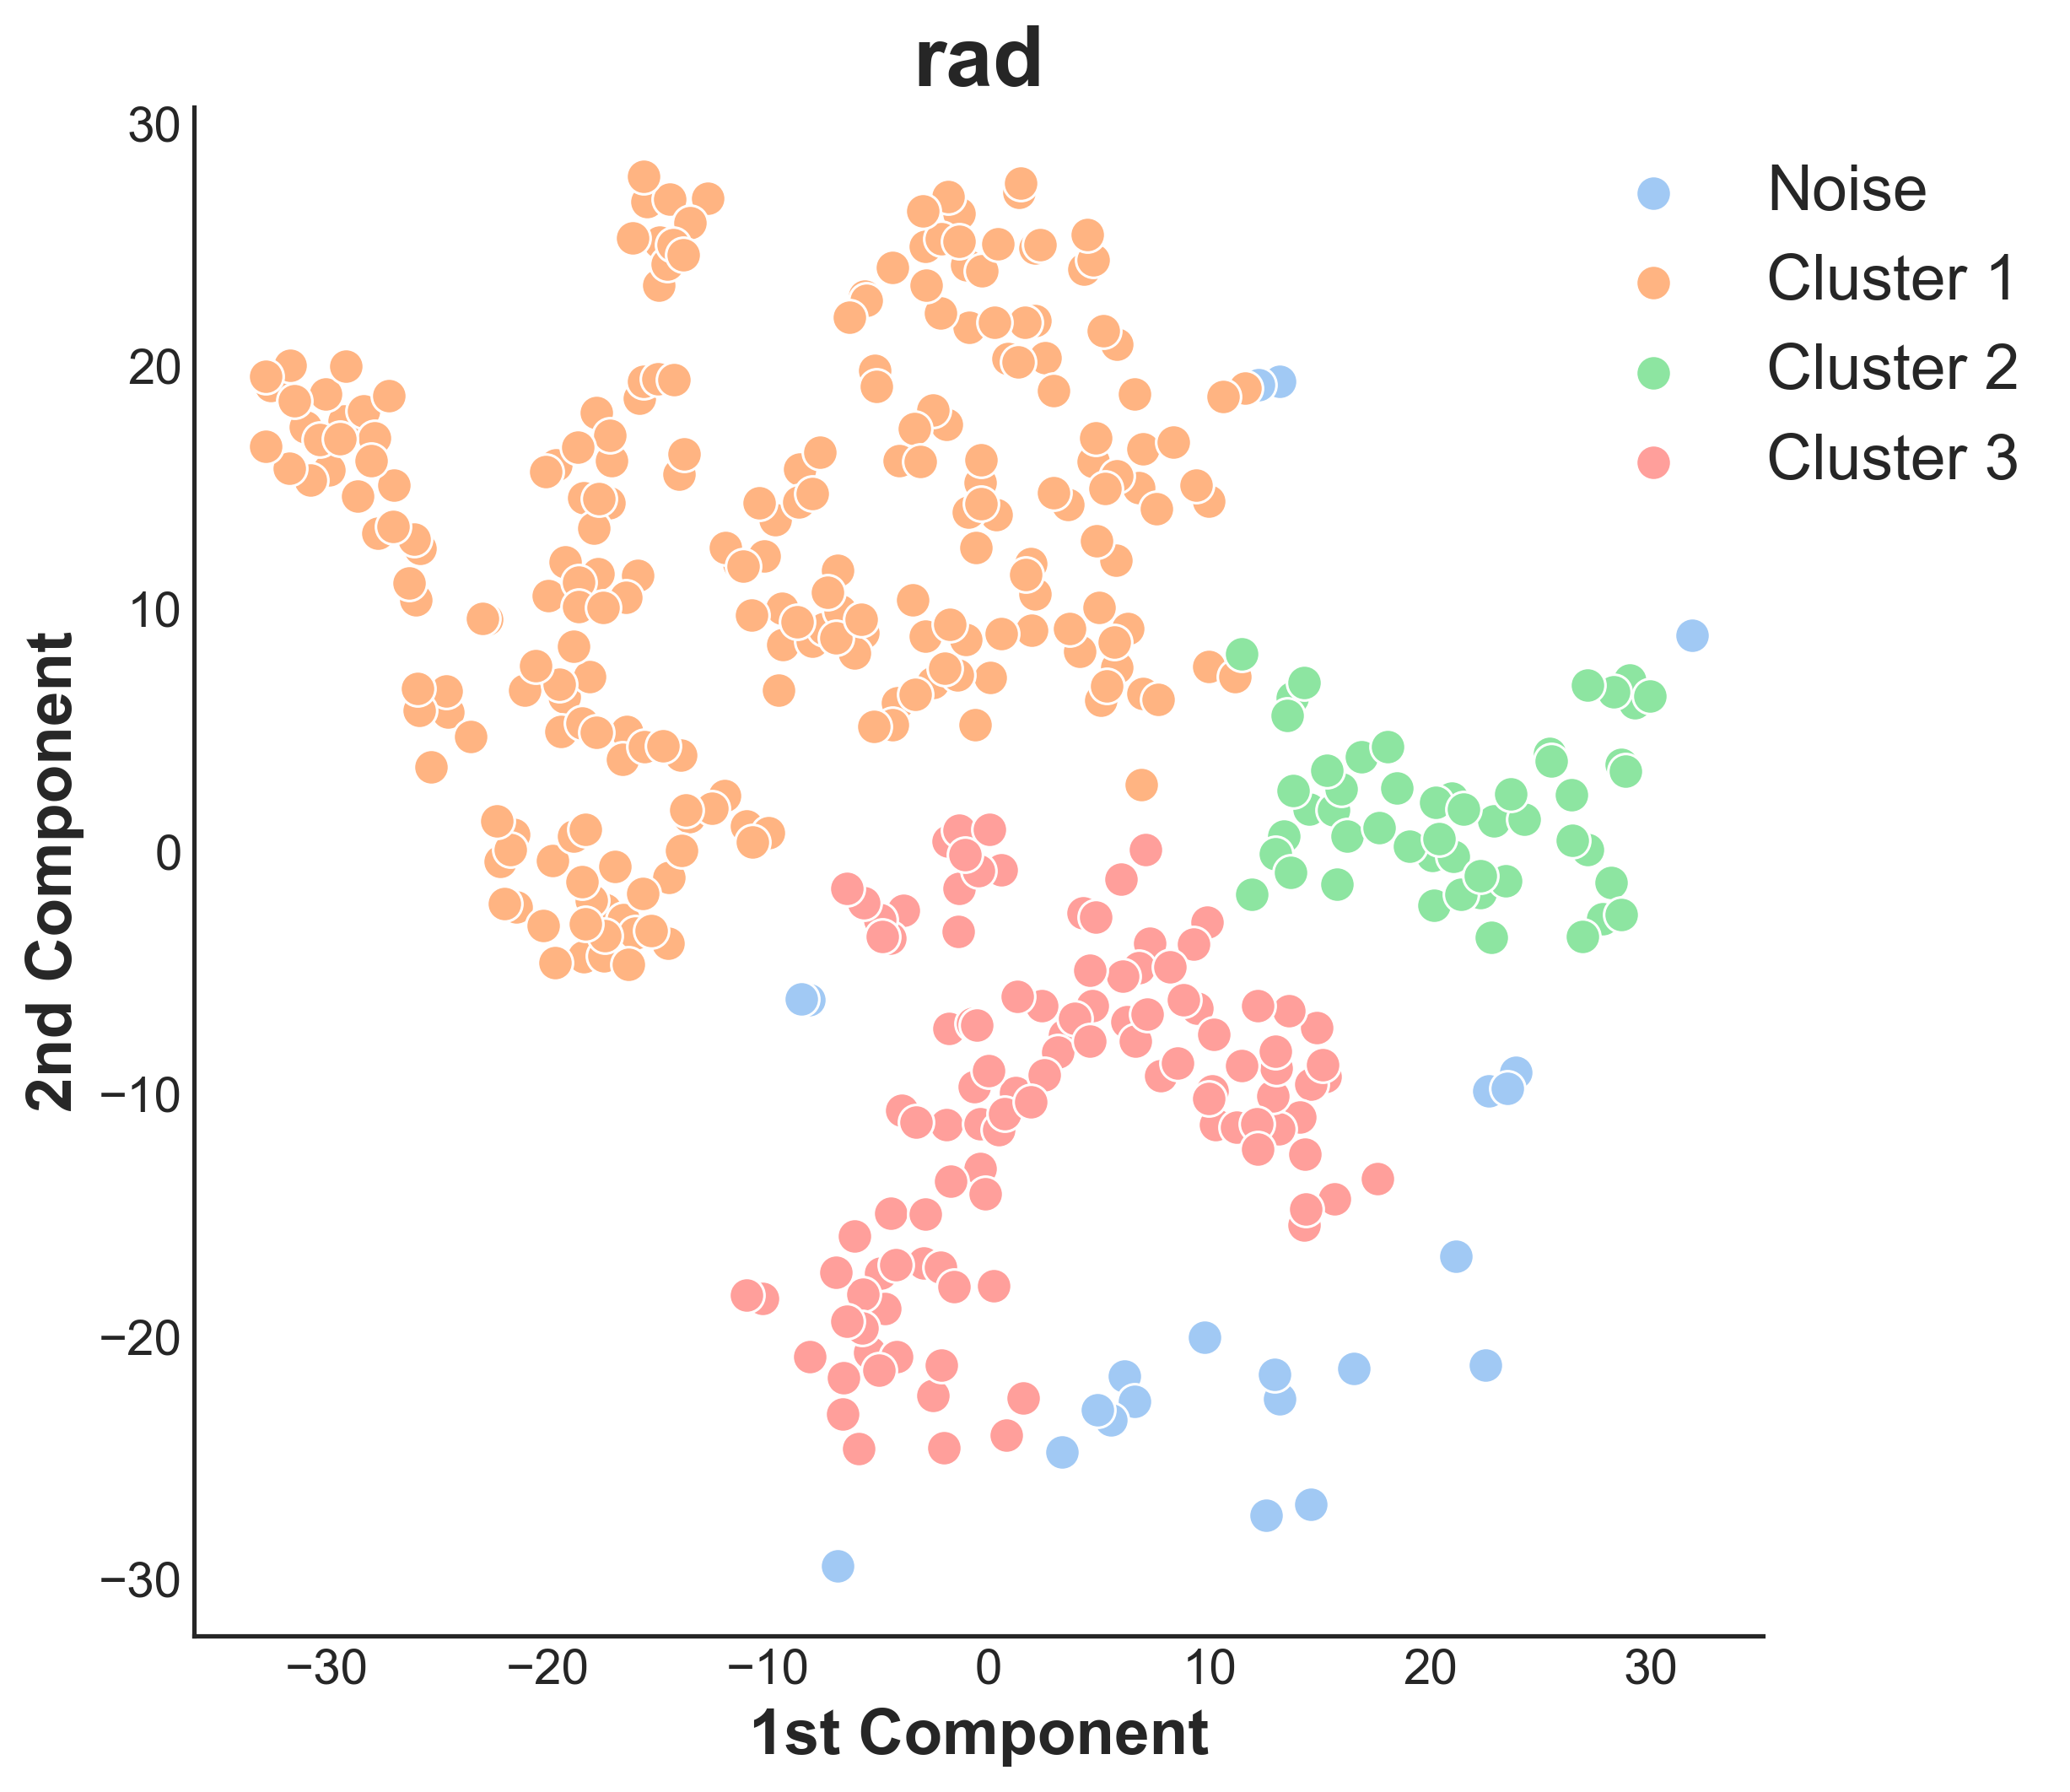 rad
30
20
10
0
−10
−20
−30
2nd Component
−30 −20 −10 0 10 20 30
1st Component
Noise
Cluster 1
Cluster 2
Cluster 3